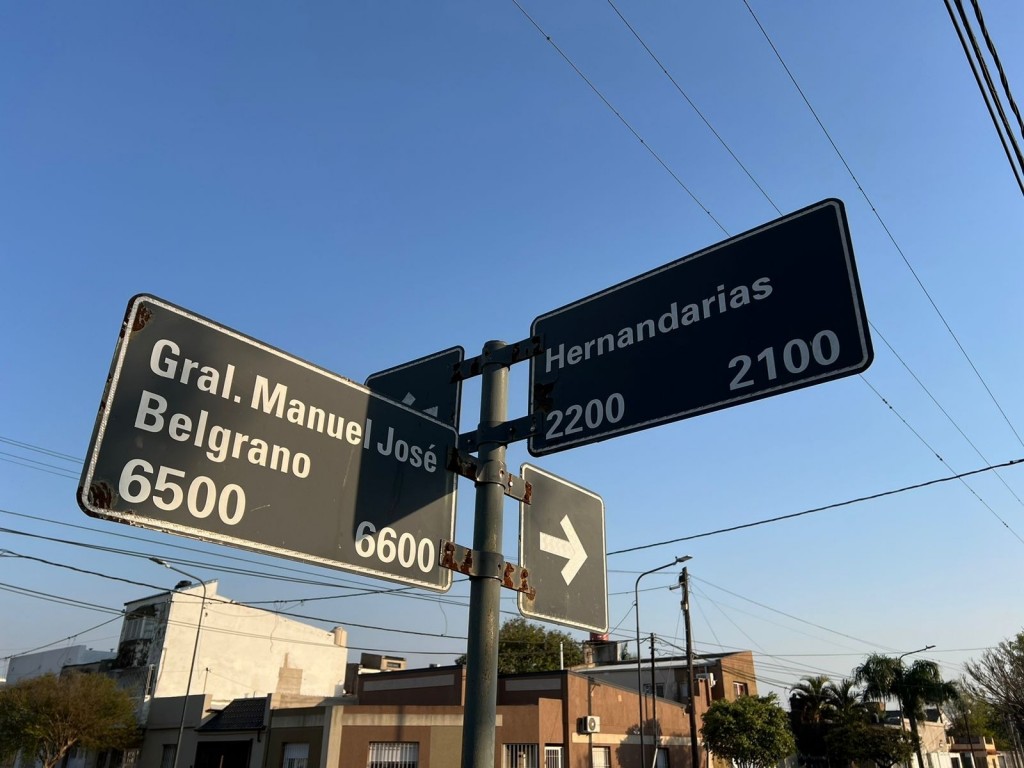 Gral. Manuel José
Belgrano
6500 6600
Hernandarias
2200 2100